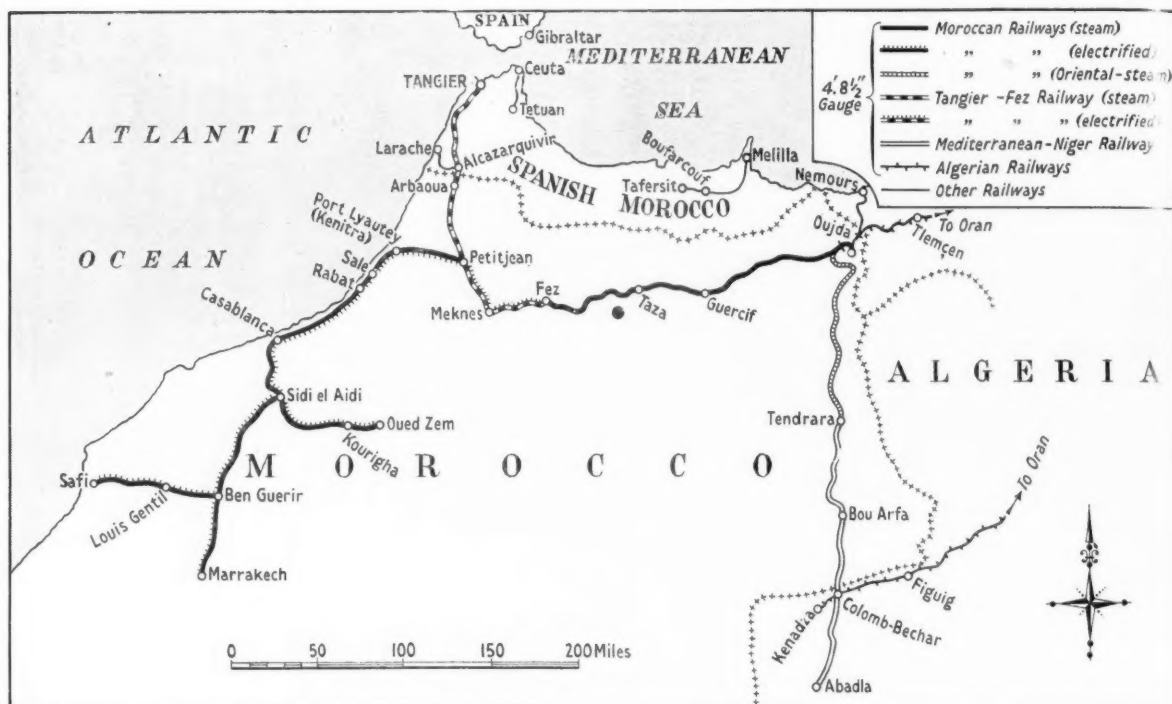 SPAIN
Gibraltar
MEDITERRANEAN
SEA
Moroccan Railways (steam)
" " (electrified)
" " (Oriental-steam)
4' 8½" Gauge
Tangier-Fez Railway (steam)
" " " (electrified)
Mediterranean-Niger Railway
Algerian Railways
Other Railways
ATLANTIC
OCEAN
TANGIER
Ceuta
Tetuan
Larache
Alcazarquivir
Arbaoua
SPANISH
MOROCCO
Boufarcouf
Tafersit
Melilla
Nemours
Oujda
To Oran
Tlemçen
Port Lyautey
(Kenitra)
Sale
Rabat
Casablanca
Petitjean
Meknes
Fez
Taza
Guercif
ALGERIA
Sidi el Aidi
Oued Zem
Kourigha
Tendrara
MOROCCO
Safi
Louis Gentil
Ben Guerir
Marrakech
Bou Arfa
To Oran
Figuig
Kenadza
Colomb-Bechar
Abadla
0 50 100 150 200 Miles